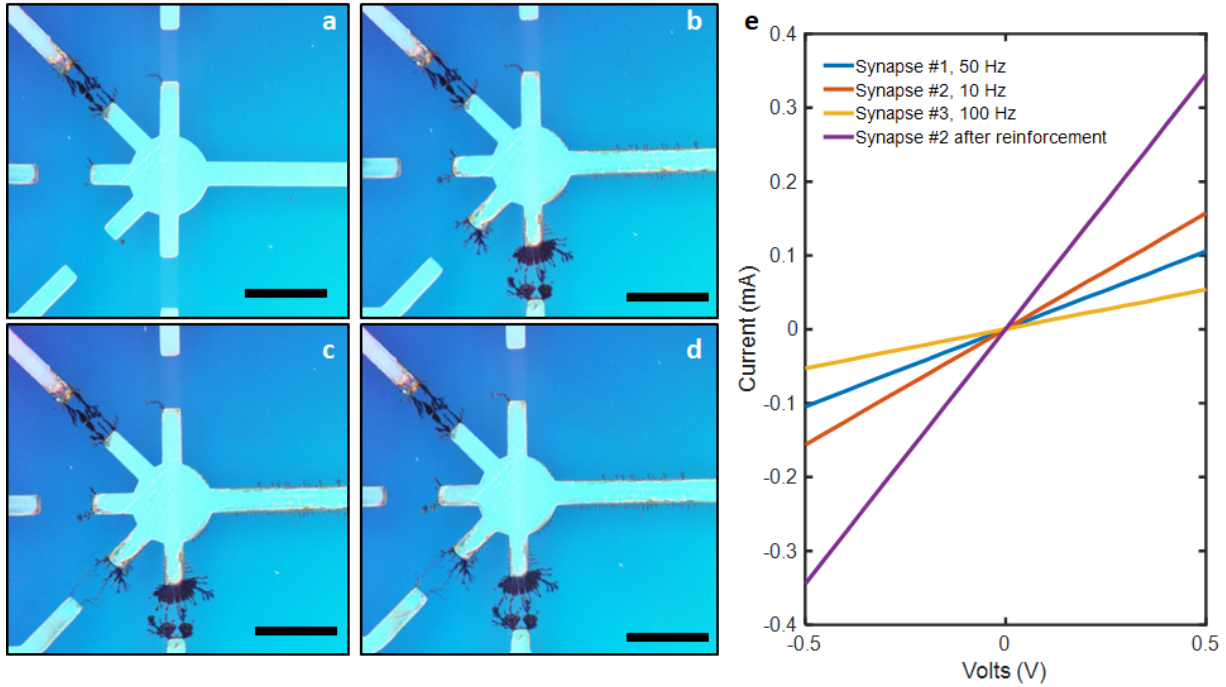 a
b
c
d
e
0.4
0.3
0.2
0.1
0
-0.1
-0.2
-0.3
-0.4
Current (mA)
Synapse #1, 50 Hz
Synapse #2, 10 Hz
Synapse #3, 100 Hz
Synapse #2 after reinforcement
-0.5
0
0.5
Volts (V)